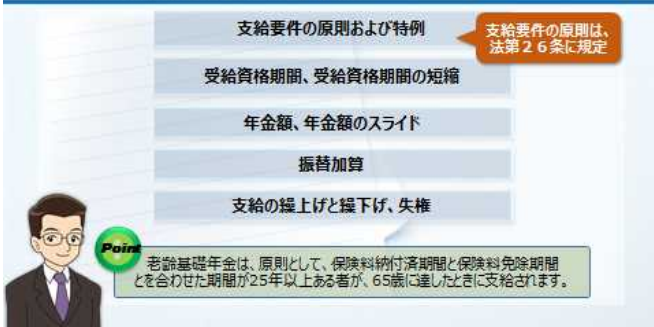 支給要件の原則および特例
支給要件の原則は、
法第26条に規定
受給資格期間、受給資格期間の短縮
年金額、年金額のスライド
振替加算
支給の繰上げと繰下げ、失権
Point
老齢基礎年金は、原則として、保険料納付済期間と保険料免除期間
とを合わせた期間が25年以上ある者が、65歳に達したときに支給されます。